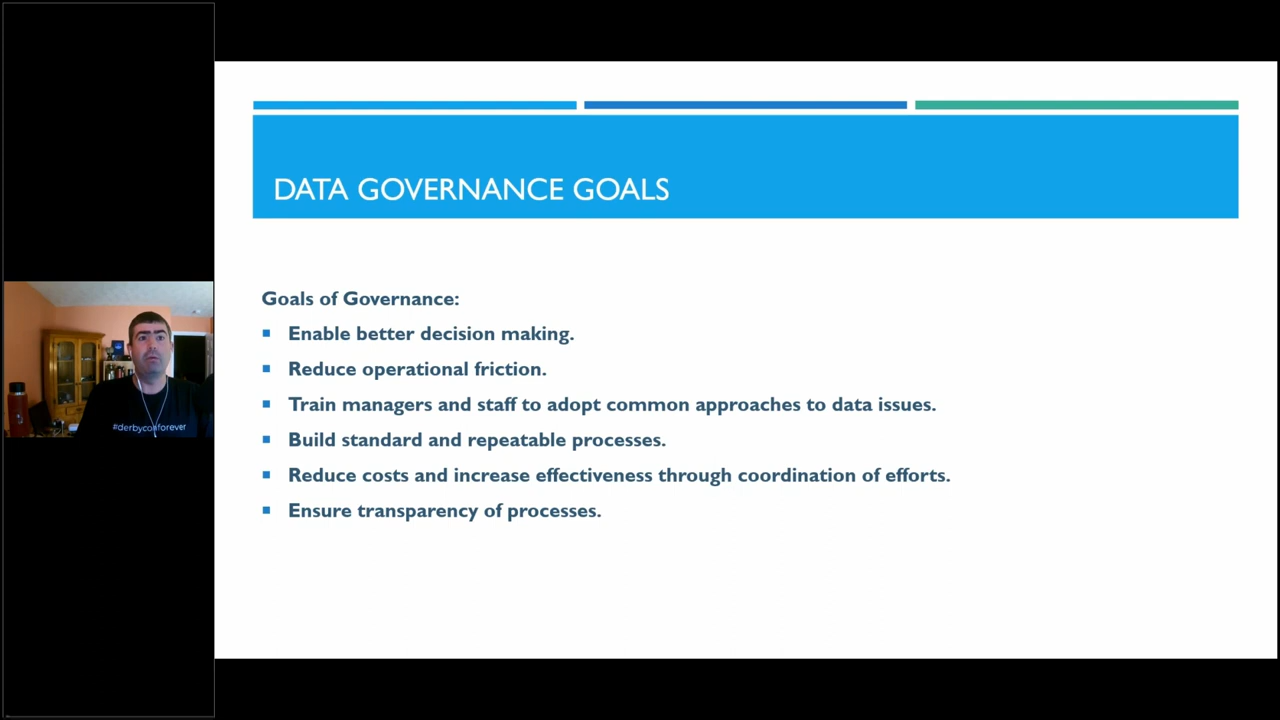 DATA GOVERNANCE GOALS
Goals of Governance:
Enable better decision making.
Reduce operational friction.
Train managers and staff to adopt common approaches to data issues.
Build standard and repeatable processes.
Reduce costs and increase effectiveness through coordination of efforts.
Ensure transparency of processes.
#derbyconforever